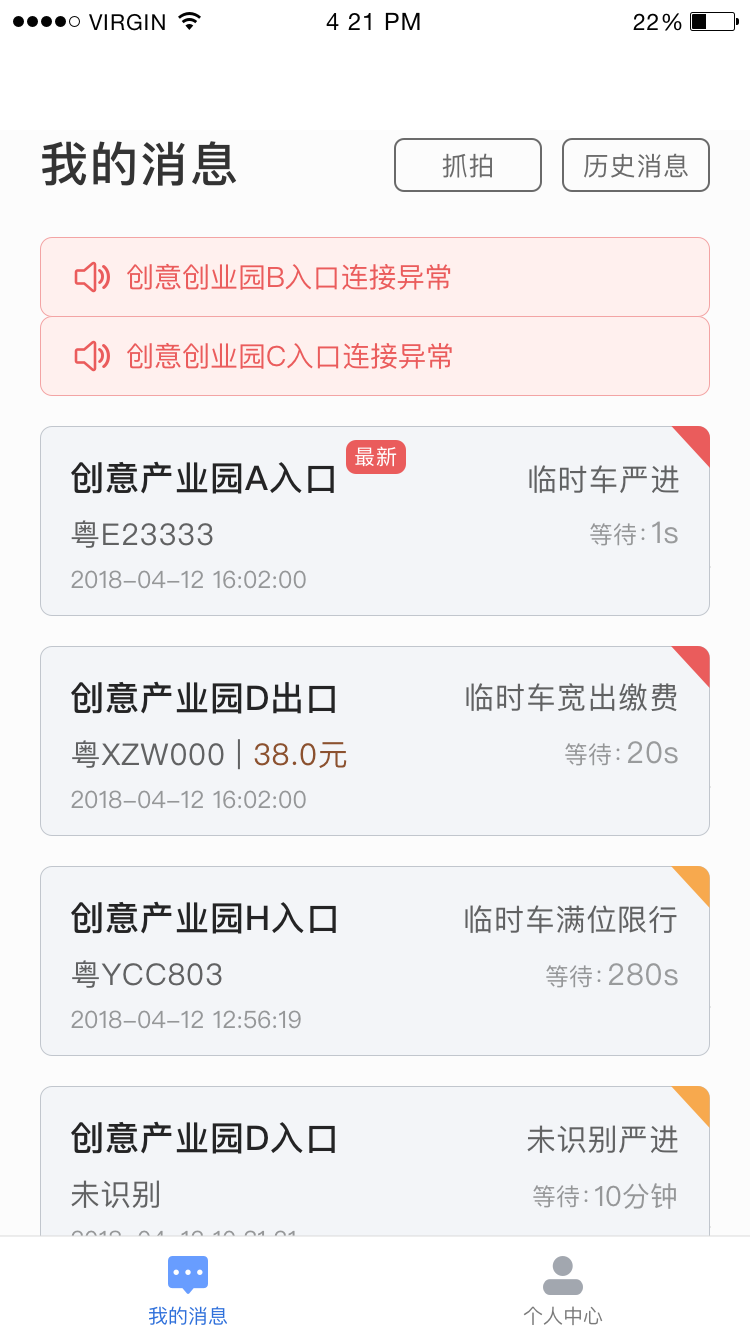 VIRGIN 4 21 PM 22%
我的消息 抓拍 历史消息
创意创业园B入口连接异常
创意创业园C入口连接异常
创意产业园A入口 最新 临时车严进
粤E23333 等待:1s
2018-04-12 16:02:00
创意产业园D出口 临时车宽出缴费
粤XZW000 | 38.0元 等待:20s
2018-04-12 16:02:00
创意产业园H入口 临时车满位限行
粤YCC803 等待:280s
2018-04-12 12:56:19
创意产业园D入口 未识别严进
未识别 等待:10分钟
我的消息 个人中心